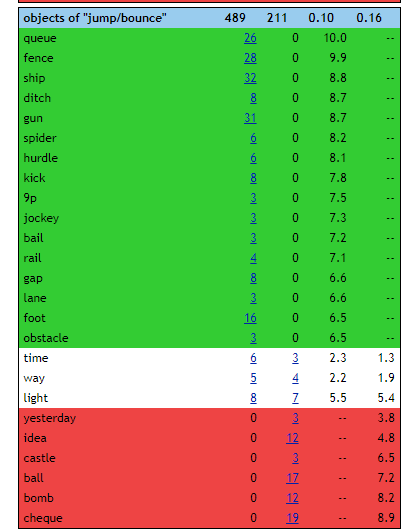 objects of "jump/bounce" 489 211 0.10 0.16
queue 26 0 10.0 --
fence 28 0 9.9 --
ship 32 0 8.8 --
ditch 8 0 8.7 --
gun 31 0 8.7 --
spider 6 0 8.2 --
hurdle 6 0 8.1 --
kick 8 0 7.8 --
9p 3 0 7.5 --
jockey 3 0 7.3 --
bail 3 0 7.2 --
rail 4 0 7.1 --
gap 8 0 6.6 --
lane 3 0 6.6 --
foot 16 0 6.5 --
obstacle 3 0 6.5 --
time 6 3 2.3 1.3
way 5 4 2.2 1.9
light 8 7 5.5 5.4
yesterday 0 3 -- 3.8
idea 0 12 -- 4.8
castle 0 3 -- 6.5
ball 0 17 -- 7.2
bomb 0 12 -- 8.2
cheque 0 19 -- 8.9